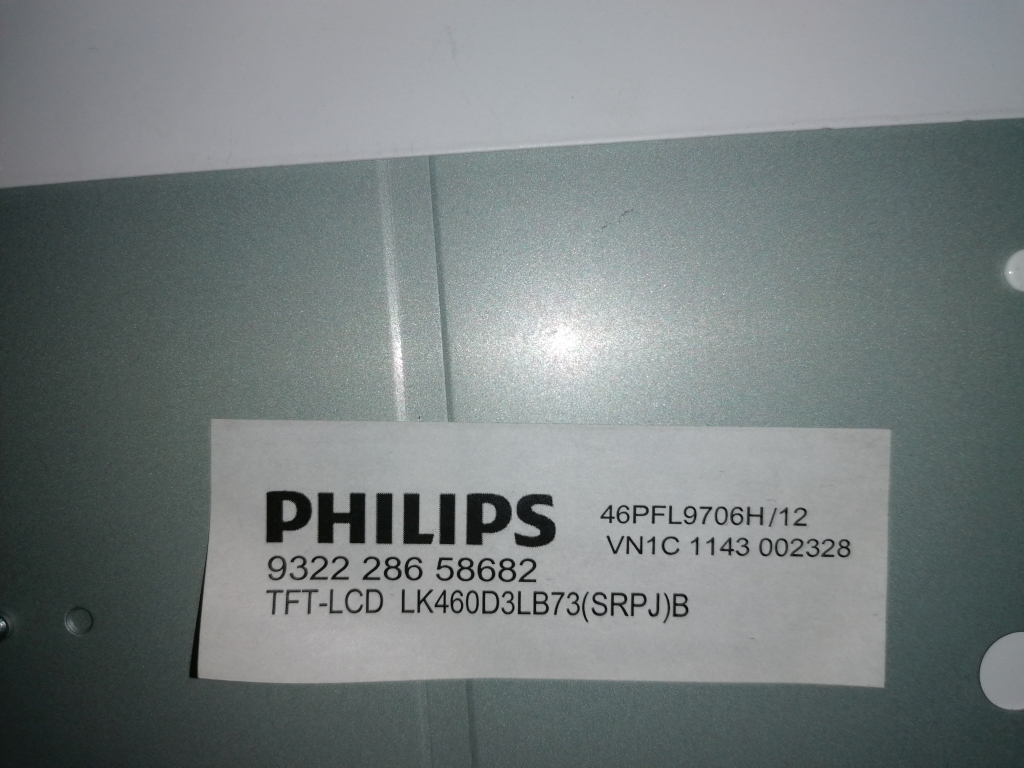 PHILIPS
46PFL9706H/12
VN1C 1143 002328
9322 286 58682
TFT-LCD LK460D3LB73(SRPJ)B